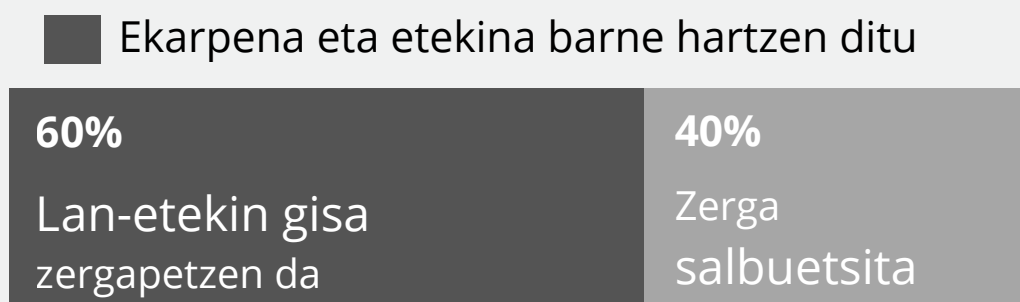 Ekarpena eta etekina barne hartzen ditu
60%
Lan-etekin gisa
zergapetzen da
40%
Zerga
salbuetsita